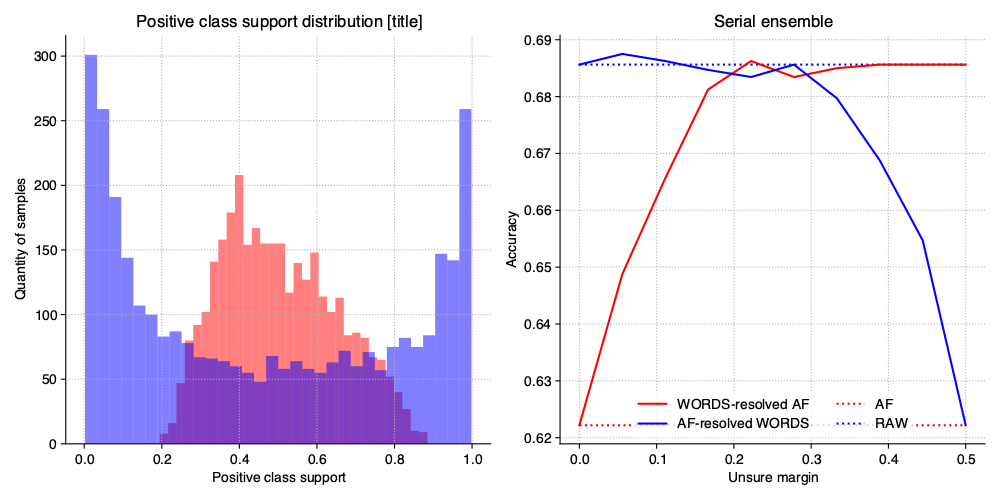 Positive class support distribution [title]
Quantity of samples
300
250
200
150
100
50
0
0.0 0.2 0.4 0.6 0.8 1.0
Positive class support
Serial ensemble
Accuracy
0.69
0.68
0.67
0.66
0.65
0.64
0.63
0.62
WORDS-resolved AF
AF-resolved WORDS
AF
RAW
0.0 0.1 0.2 0.3 0.4 0.5
Unsure margin